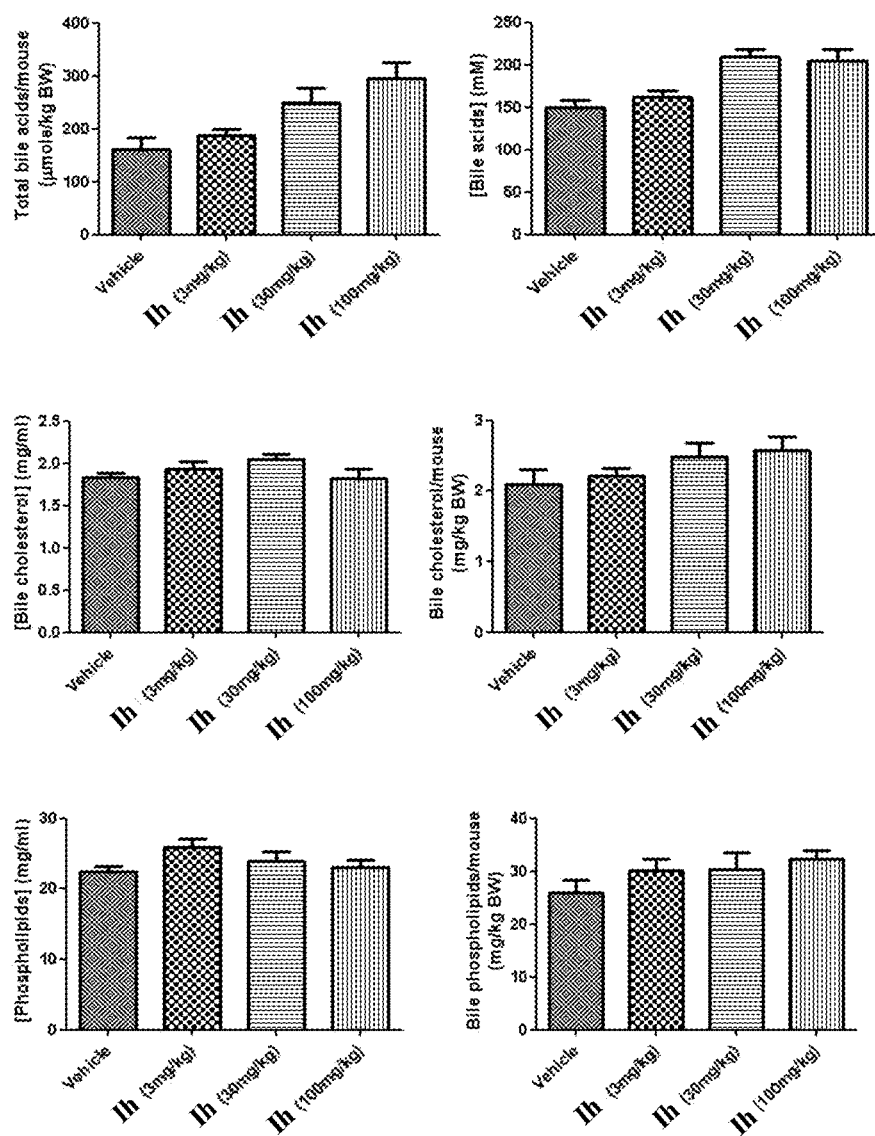 Total bile acids/mouse
(µmole/kg BW)
400
300
200
100
0
Vehicle
Ih (3mg/kg)
Ih (30mg/kg)
Ih (100mg/kg)
[Bile acids] (mM)
250
200
150
100
50
0
Vehicle
Ih (3mg/kg)
Ih (30mg/kg)
Ih (100mg/kg)
[Bile cholesterol] (mg/ml)
2.5
2.0
1.5
1.0
0.5
0.0
Vehicle
Ih (3mg/kg)
Ih (30mg/kg)
Ih (100mg/kg)
Bile cholesterol/mouse
(mg/kg BW)
3
2
1
0
Vehicle
Ih (3mg/kg)
Ih (30mg/kg)
Ih (100mg/kg)
[Phospholipids] (mg/ml)
30
20
10
0
Vehicle
Ih (3mg/kg)
Ih (30mg/kg)
Ih (100mg/kg)
Bile phospholipids/mouse
(mg/kg BW)
40
30
20
10
0
Vehicle
Ih (3mg/kg)
Ih (30mg/kg)
Ih (100mg/kg)